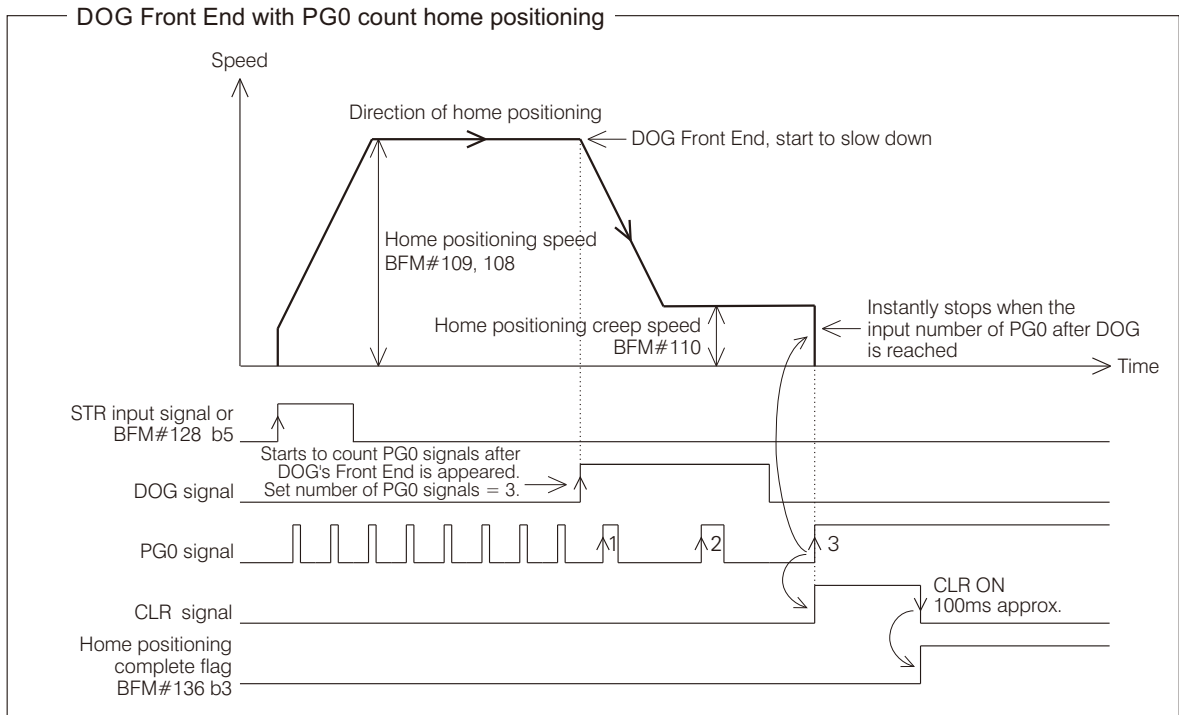 DOG Front End with PG0 count home positioning
Speed
Direction of home positioning
DOG Front End, start to slow down
Home positioning speed
BFM#109, 108
Home positioning creep speed
BFM#110
Instantly stops when the
input number of PG0 after DOG
is reached
Time
STR input signal or
BFM#128 b5
Starts to count PG0 signals after
DOG's Front End is appeared.
Set number of PG0 signals = 3.
DOG signal
PG0 signal
1
2
3
CLR signal
CLR ON
100ms approx.
Home positioning
complete flag
BFM#136 b3